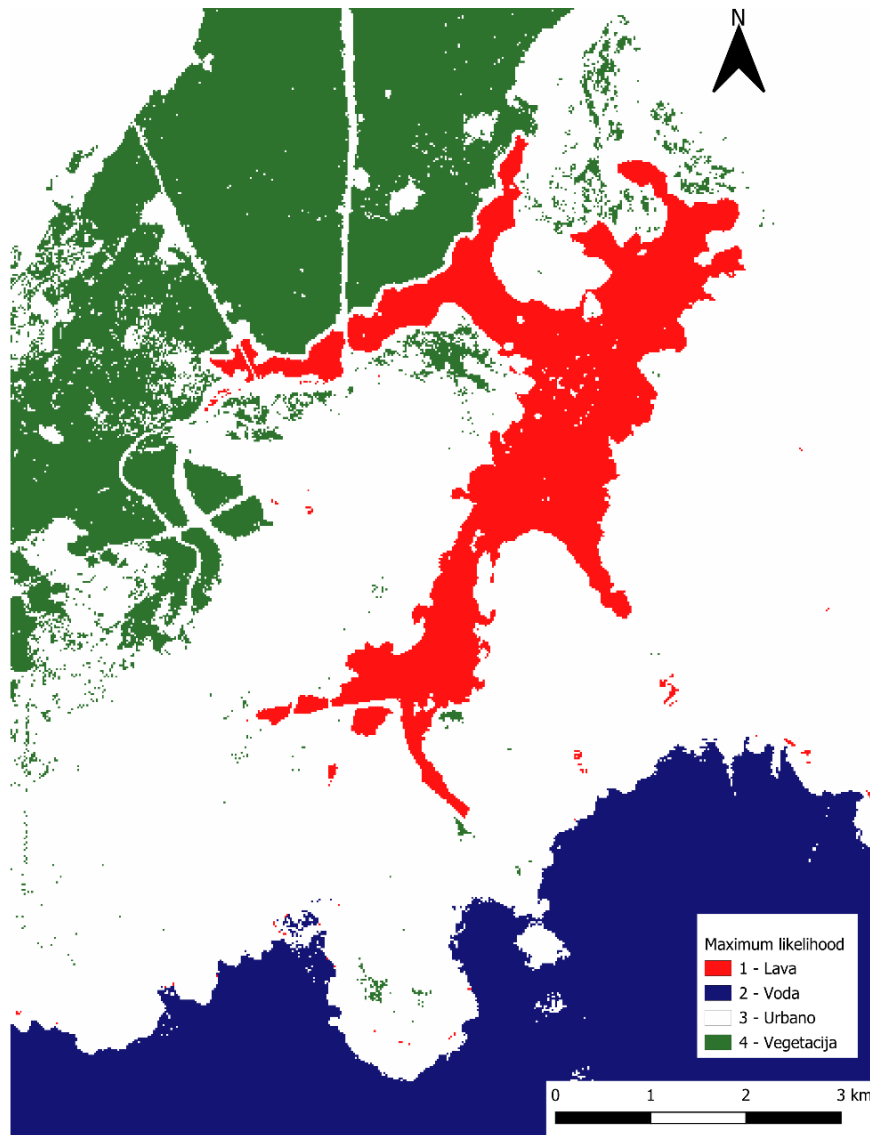 N
Maximum likelihood
1 - Lava
2 - Voda
3 - Urbano
4 - Vegetacija
0 1 2 3 km